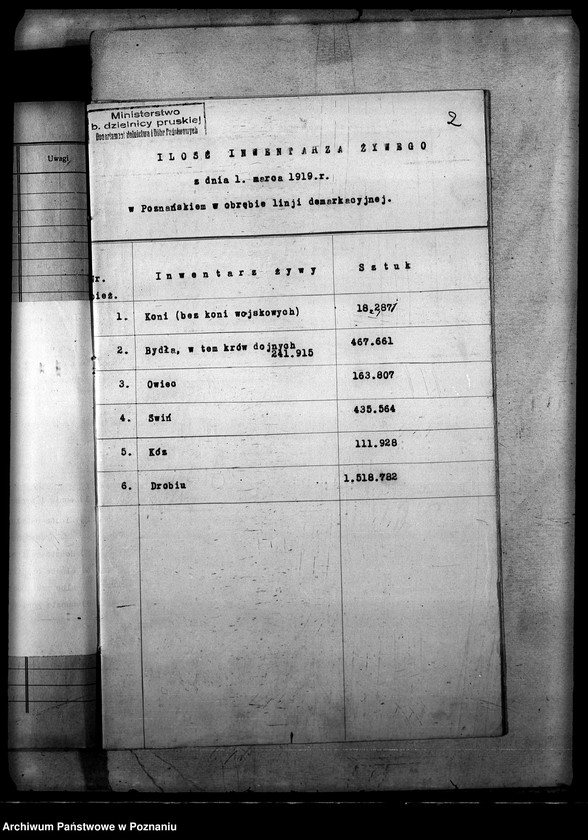 Uwagi
Ministerstwo
b. dzielnicy pruskiej
2
ILOŚĆ INWENTARZA ŻYWEGO
z dnia 1. marca 1919.r.
w Poznańskiem w obrębie linji demarkacyjnej.
Nr.
bież.
Inwentarz żywy
Sztuk
1. Koni (bez koni wojskowych) 18.287
2. Bydła, w tem krów dojnych 241.915 467.661
3. Owiec 163.807
4. Swiń 435.564
5. Kóz 111.928
6. Drobiu 1.518.782
Archiwum Państwowe w Poznaniu